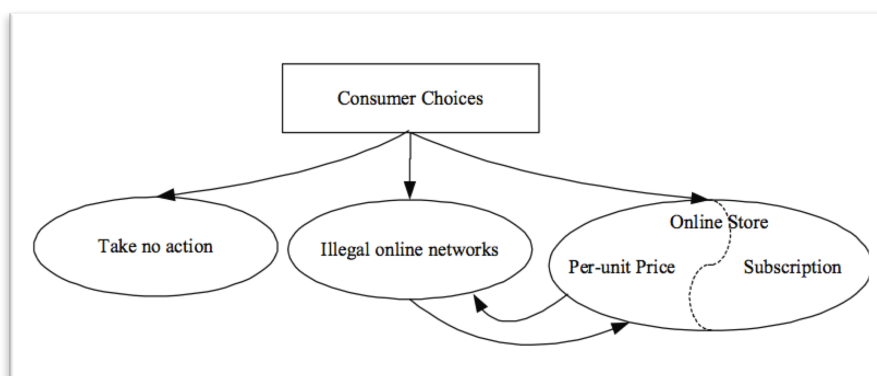 Consumer Choices
Online Store
Take no action
Illegal online networks
Per-unit Price
Subscription